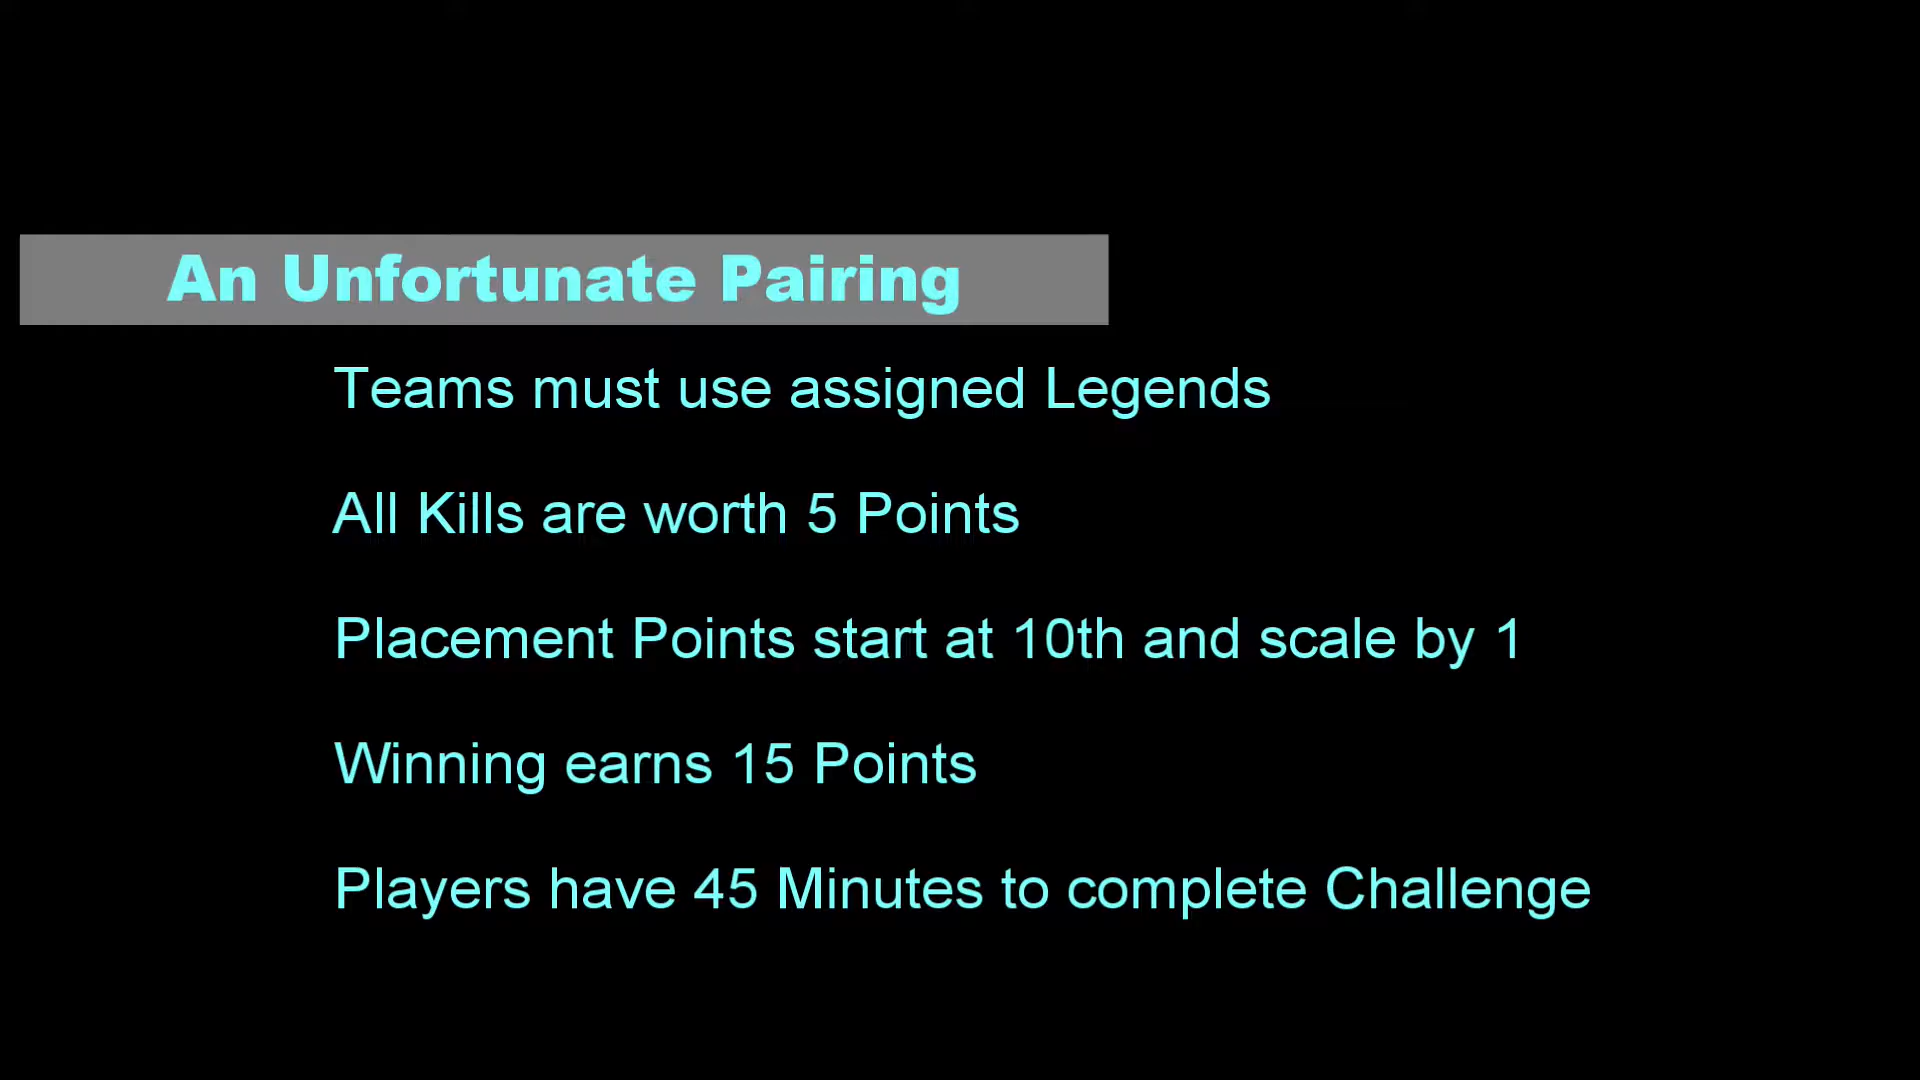 An Unfortunate Pairing
Teams must use assigned Legends
All Kills are worth 5 Points
Placement Points start at 10th and scale by 1
Winning earns 15 Points
Players have 45 Minutes to complete Challenge